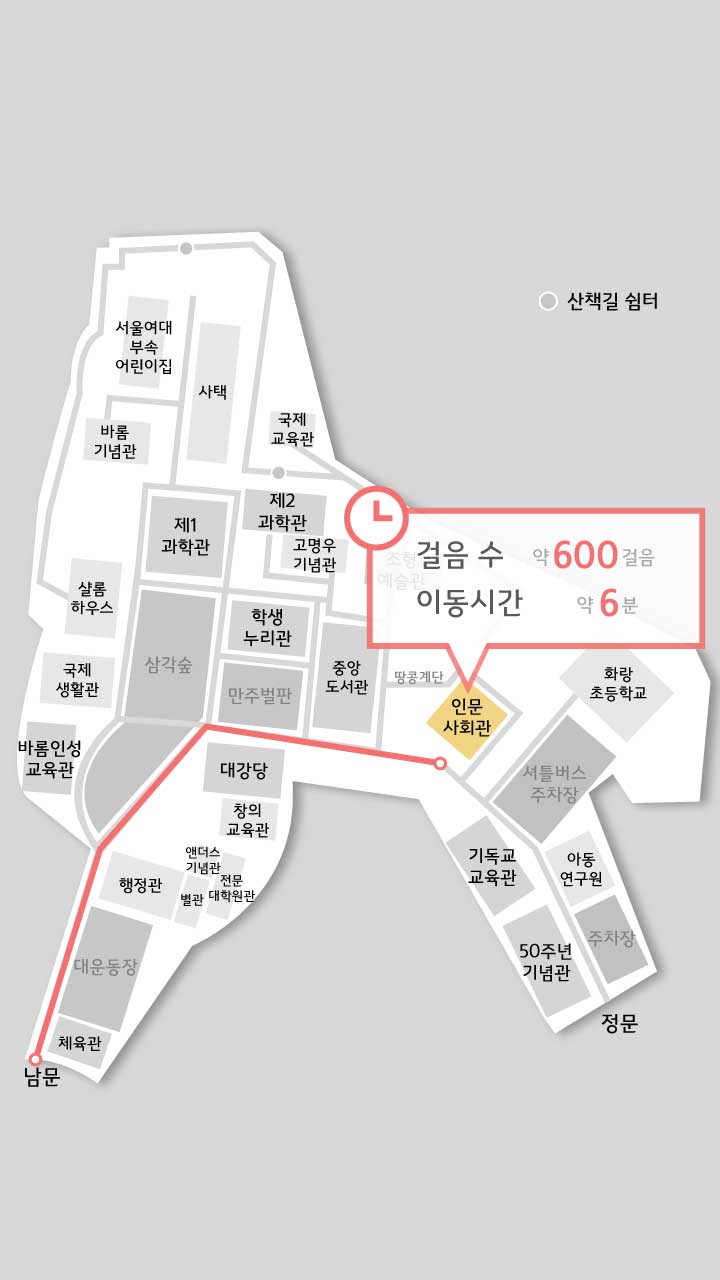 산책길 쉼터
서울여대
부속
어린이집
사택
바롬
기념관
국제
교육관
제1
과학관
제2
과학관
고명우
기념관
조형
예술관
걸음 수 약 600 걸음
이동시간 약 6 분
샬롬
하우스
삼각숲
학생
누리관
만주벌판
중앙
도서관
땅콩계단
인문
사회관
화랑
초등학교
국제
생활관
바롬인성
교육관
대강당
창의
교육관
셔틀버스
주차장
앤더스
기념관
전문
대학원관
행정관
별관
기독교
교육관
아동
연구원
대운동장
50주년
기념관
주차장
체육관
남문
정문